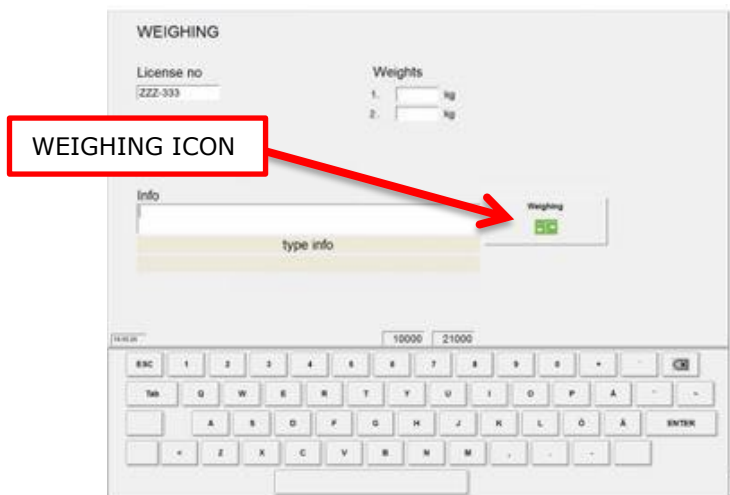 WEIGHING
License no
Weights
ZZZ-333
1. kg
2. kg
WEIGHING ICON
Info
Weighing
type info
10000 21000
ESC 1 2 3 4 5 6 7 8 9 0 +
Tab Q W E R T Y U I O P Å
A S D F G H J K L Ö Ä ENTER
< Z X C V B N M , . -